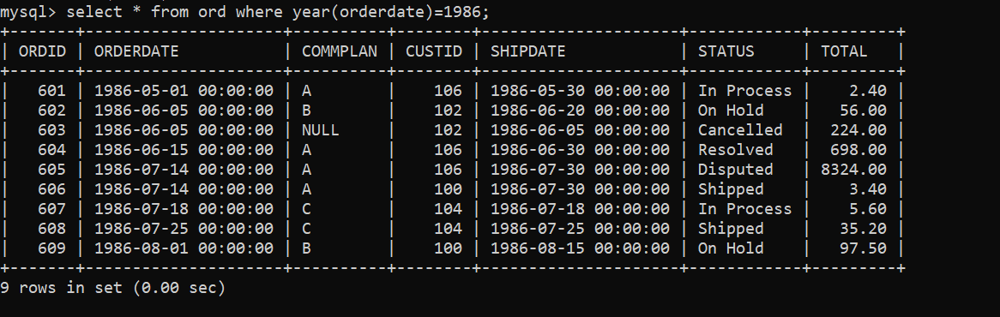 mysql> select * from ord where year(orderdate)=1986;
+-------+---------------------+----------+--------+---------------------+------------+---------+
| ORDID | ORDERDATE           | COMMPLAN | CUSTID | SHIPDATE            | STATUS     | TOTAL   |
+-------+---------------------+----------+--------+---------------------+------------+---------+
|   601 | 1986-05-01 00:00:00 | A        |    106 | 1986-05-30 00:00:00 | In Process |    2.40 |
|   602 | 1986-06-05 00:00:00 | B        |    102 | 1986-06-20 00:00:00 | On Hold    |   56.00 |
|   603 | 1986-06-05 00:00:00 | NULL     |    102 | 1986-06-05 00:00:00 | Cancelled  |  224.00 |
|   604 | 1986-06-15 00:00:00 | A        |    106 | 1986-06-30 00:00:00 | Resolved   |  698.00 |
|   605 | 1986-07-14 00:00:00 | A        |    106 | 1986-07-30 00:00:00 | Disputed   | 8324.00 |
|   606 | 1986-07-14 00:00:00 | A        |    100 | 1986-07-30 00:00:00 | Shipped    |    3.40 |
|   607 | 1986-07-18 00:00:00 | C        |    104 | 1986-07-18 00:00:00 | In Process |    5.60 |
|   608 | 1986-07-25 00:00:00 | C        |    104 | 1986-07-25 00:00:00 | Shipped    |   35.20 |
|   609 | 1986-08-01 00:00:00 | B        |    100 | 1986-08-15 00:00:00 | On Hold    |   97.50 |
+-------+---------------------+----------+--------+---------------------+------------+---------+
9 rows in set (0.00 sec)